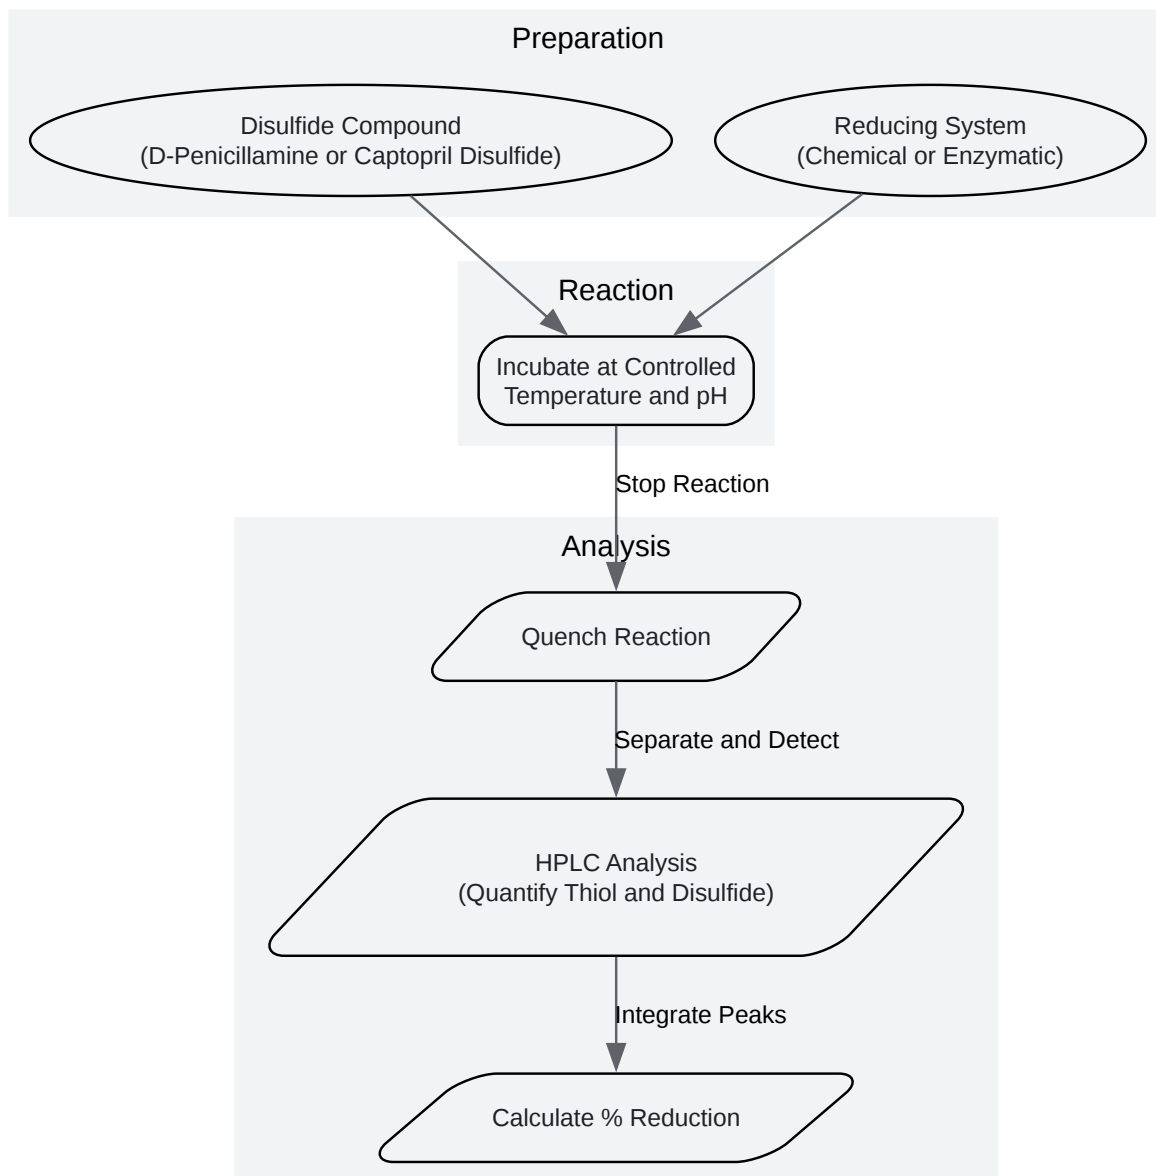 Preparation
Disulfide Compound
(D-Penicillamine or Captopril Disulfide)
Reducing System
(Chemical or Enzymatic)
Reaction
Incubate at Controlled
Temperature and pH
Stop Reaction
Analysis
Quench Reaction
Separate and Detect
HPLC Analysis
(Quantify Thiol and Disulfide)
Integrate Peaks
Calculate % Reduction